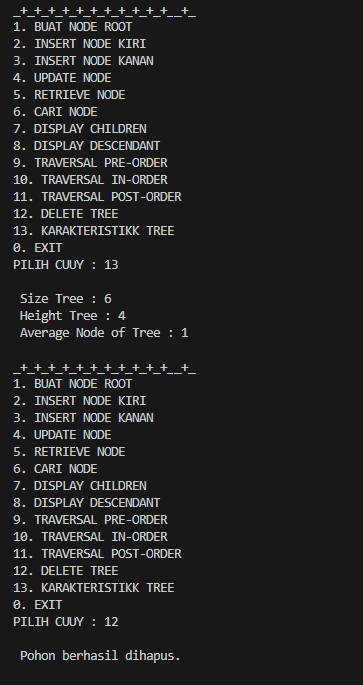 _+_+_+_+_+_+_+_+_+_+_+__+_
1. BUAT NODE ROOT
2. INSERT NODE KIRI
3. INSERT NODE KANAN
4. UPDATE NODE
5. RETRIEVE NODE
6. CARI NODE
7. DISPLAY CHILDREN
8. DISPLAY DESCENDANT
9. TRAVERSAL PRE-ORDER
10. TRAVERSAL IN-ORDER
11. TRAVERSAL POST-ORDER
12. DELETE TREE
13. KARAKTERISTIKK TREE
0. EXIT
PILIH CUUY : 13
Size Tree : 6
Height Tree : 4
Average Node of Tree : 1
_+_+_+_+_+_+_+_+_+_+_+__+_
1. BUAT NODE ROOT
2. INSERT NODE KIRI
3. INSERT NODE KANAN
4. UPDATE NODE
5. RETRIEVE NODE
6. CARI NODE
7. DISPLAY CHILDREN
8. DISPLAY DESCENDANT
9. TRAVERSAL PRE-ORDER
10. TRAVERSAL IN-ORDER
11. TRAVERSAL POST-ORDER
12. DELETE TREE
13. KARAKTERISTIKK TREE
0. EXIT
PILIH CUUY : 12
Pohon berhasil dihapus.